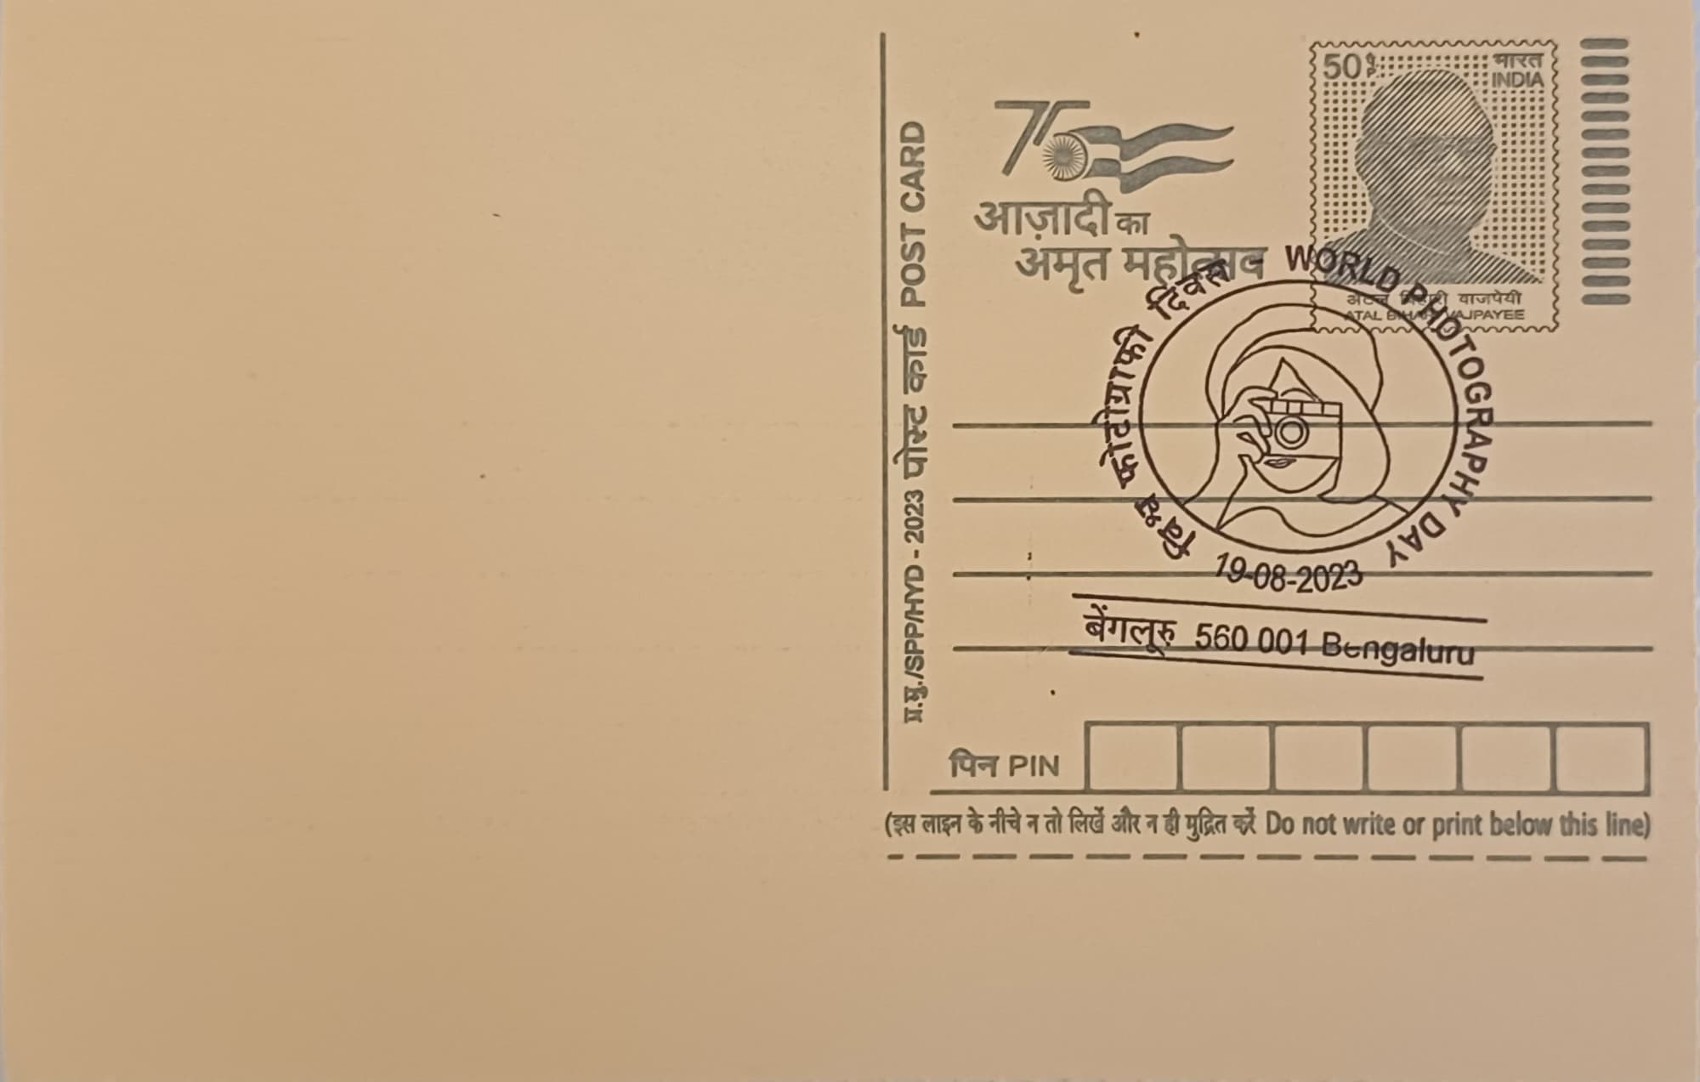 50 पै. P.
भारत
INDIA
75
आज़ादी का
अमृत महोत्सव
अटल बिहारी वाजपेयी
ATAL BIHARI VAJPAYEE
प्र.मु./SPP/HYD - 2023 पोस्ट कार्ड POST CARD
विश्व फोटोग्राफी दिवस - WORLD PHOTOGRAPHY DAY
19-08-2023
बेंगलूरु 560 001 Bengaluru
पिन PIN
(इस लाइन के नीचे न तो लिखें और न ही मुद्रित करें Do not write or print below this line)